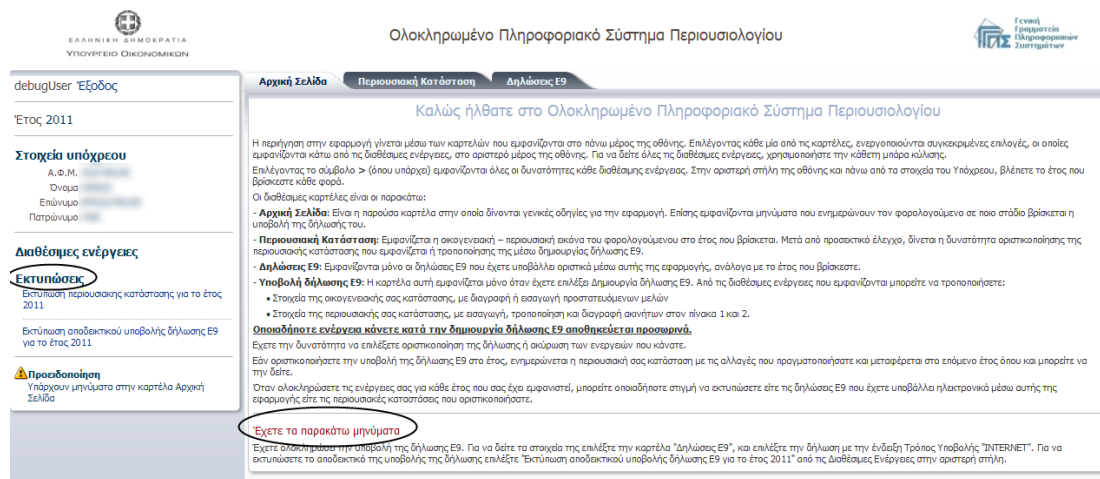 ΕΛΛΗΝΙΚΗ ΔΗΜΟΚΡΑΤΙΑ
ΥΠΟΥΡΓΕΙΟ ΟΙΚΟΝΟΜΙΚΩΝ
Ολοκληρωμένο Πληροφοριακό Σύστημα Περιουσιολογίου
Γενική
Γραμματεία
Πληροφοριακών
Συστημάτων
debugUser Έξοδος
Έτος 2011
Στοιχεία υπόχρεου
Α.Φ.Μ.
Όνομα
Επώνυμο
Πατρώνυμο
Διαθέσιμες ενέργειες
Εκτυπώσεις
Εκτύπωση περιουσιακής κατάστασης για το έτος
2011
Εκτύπωση αποδεικτικού υποβολής δήλωσης Ε9
για το έτος 2011
Προειδοποίηση
Υπάρχουν μηνύματα στην καρτέλα Αρχική
Σελίδα
Αρχική Σελίδα Περιουσιακή Κατάσταση Δηλώσεις Ε9
Καλώς ήλθατε στο Ολοκληρωμένο Πληροφοριακό Σύστημα Περιουσιολογίου
Η περιήγηση στην εφαρμογή γίνεται μέσω των καρτελών που εμφανίζονται στο πάνω μέρος της οθόνης. Επιλέγοντας κάθε μία από τις καρτέλες, ενεργοποιούνται συγκεκριμένες επιλογές, οι οποίες
εμφανίζονται κάτω από τις διαθέσιμες ενέργειες, στο αριστερό μέρος της οθόνης. Για να δείτε όλες τις διαθέσιμες ενέργειες, χρησιμοποιήστε την κάθετη μπάρα κύλισης.
Επιλέγοντας το σύμβολο > (όπου υπάρχει) εμφανίζονται όλες οι δυνατότητες κάθε διαθέσιμης ενέργειας. Στην αριστερή στήλη της οθόνης και πάνω από τα στοιχεία του Υπόχρεου, βλέπετε το έτος που
βρίσκεστε κάθε φορά.
Οι διαθέσιμες καρτέλες είναι οι παρακάτω:
- Αρχική Σελίδα: Είναι η παρούσα καρτέλα στην οποία δίνονται γενικές οδηγίες για την εφαρμογή. Επίσης εμφανίζονται μηνύματα που ενημερώνουν τον φορολογούμενο σε ποιο στάδιο βρίσκεται η
υποβολή της δήλωσής του.
- Περιουσιακή Κατάσταση: Εμφανίζεται η οικογενειακή – περιουσιακή εικόνα του φορολογούμενου στο έτος που βρίσκεται. Μετά από προσεκτικό έλεγχο, δίνεται η δυνατότητα οριστικοποίησης της
περιουσιακής κατάστασης που εμφανίζεται ή τροποποίησης της μέσω δημιουργίας δήλωσης Ε9.
- Δηλώσεις Ε9: Εμφανίζονται μόνο οι δηλώσεις Ε9 που έχετε υποβάλλει οριστικά μέσω αυτής της εφαρμογής, ανάλογα με το έτος που βρίσκεστε.
- Υποβολή δήλωσης Ε9: Η καρτέλα αυτή εμφανίζεται μόνο όταν έχετε επιλέξει Δημιουργία δήλωσης Ε9. Από τις διαθέσιμες ενέργειες που εμφανίζονται μπορείτε να τροποποιήσετε:
• Στοιχεία της οικογενειακής σας κατάστασης, με διαγραφή ή εισαγωγή προστατευόμενων μελών
• Στοιχεία της περιουσιακής σας κατάστασης, με εισαγωγή, τροποποίηση και διαγραφή ακινήτων στον πίνακα 1 και 2.
Οποιαδήποτε ενέργεια κάνετε κατά την δημιουργία δήλωσης Ε9 αποθηκεύεται προσωρινά.
Εχετε την δυνατότητα να επιλέξετε οριστικοποίηση της δήλωσης ή ακύρωση των ενεργειών που κάνατε.
Εάν οριστικοποιήσετε την υποβολή της δήλωσης Ε9 στο έτος, ενημερώνεται η περιουσιακή σας κατάσταση με τις αλλαγές που πραγματοποιήσατε και μεταφέρεται στο επόμενο έτος όπου και μπορείτε να
την δείτε.
Όταν ολοκληρώσετε τις ενέργειες σας για κάθε έτος που σας έχει εμφανιστεί, μπορείτε οποιαδήποτε στιγμή να εκτυπώσετε είτε τις δηλώσεις Ε9 που έχετε υποβάλλει ηλεκτρονικά μέσω αυτής της
εφαρμογής είτε τις περιουσιακές καταστάσεις που οριστικοποιήσατε.
Έχετε τα παρακάτω μηνύματα
Έχετε ολοκληρώσει την υποβολή της δήλωσης Ε9. Για να δείτε τα στοιχεία της επιλέξτε την καρτέλα "Δηλώσεις Ε9", και επιλέξτε την δήλωση με την ένδειξη Τρόπος Υποβολής "INTERNET". Για να
εκτυπώσετε το αποδεικτικό της υποβολής της δήλωσης επιλέξτε "Εκτύπωση αποδεικτικού υποβολής δήλωσης Ε9 για το έτος 2011" από τις Διαθέσιμες Ενέργειες στην αριστερή στήλη.